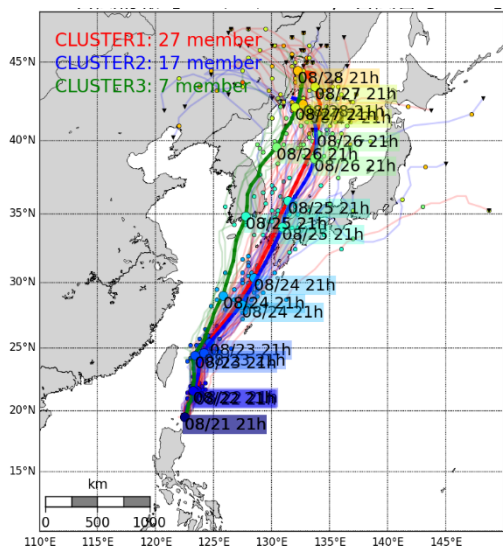 CLUSTER1: 27 member
CLUSTER2: 17 member
CLUSTER3: 7 member
45°N
40°N
35°N
30°N
25°N
20°N
15°N
08/28 21h
08/27 21h
08/27 21h
08/26 21h
08/26 21h
08/26 21h
08/25 21h
08/25 21h
08/25 21h
08/24 21h
08/24 21h
08/24 21h
08/23 21h
08/23 21h
08/22 21h
08/21 21h
km
0 500 1000
110°E 115°E 120°E 125°E 130°E 135°E 140°E 145°E